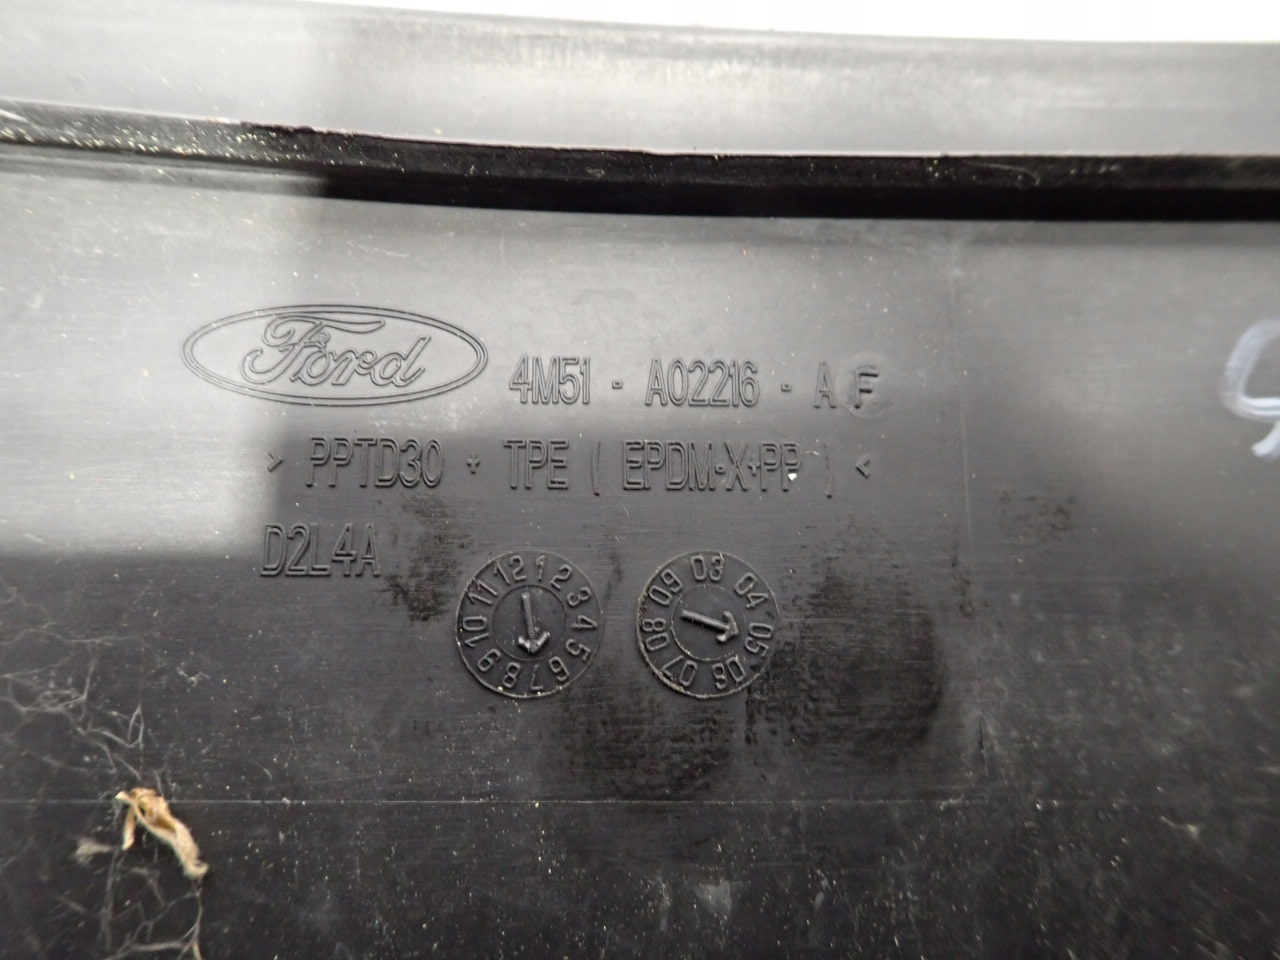 Ford 4M51 - A02216 - AF
> PPTD30 + TPE ( EPDM-X+PP ) <
D2L4A
12 1 2 3 4 5 6 7 8 9 10 11
03 04 05 06 07 08 09